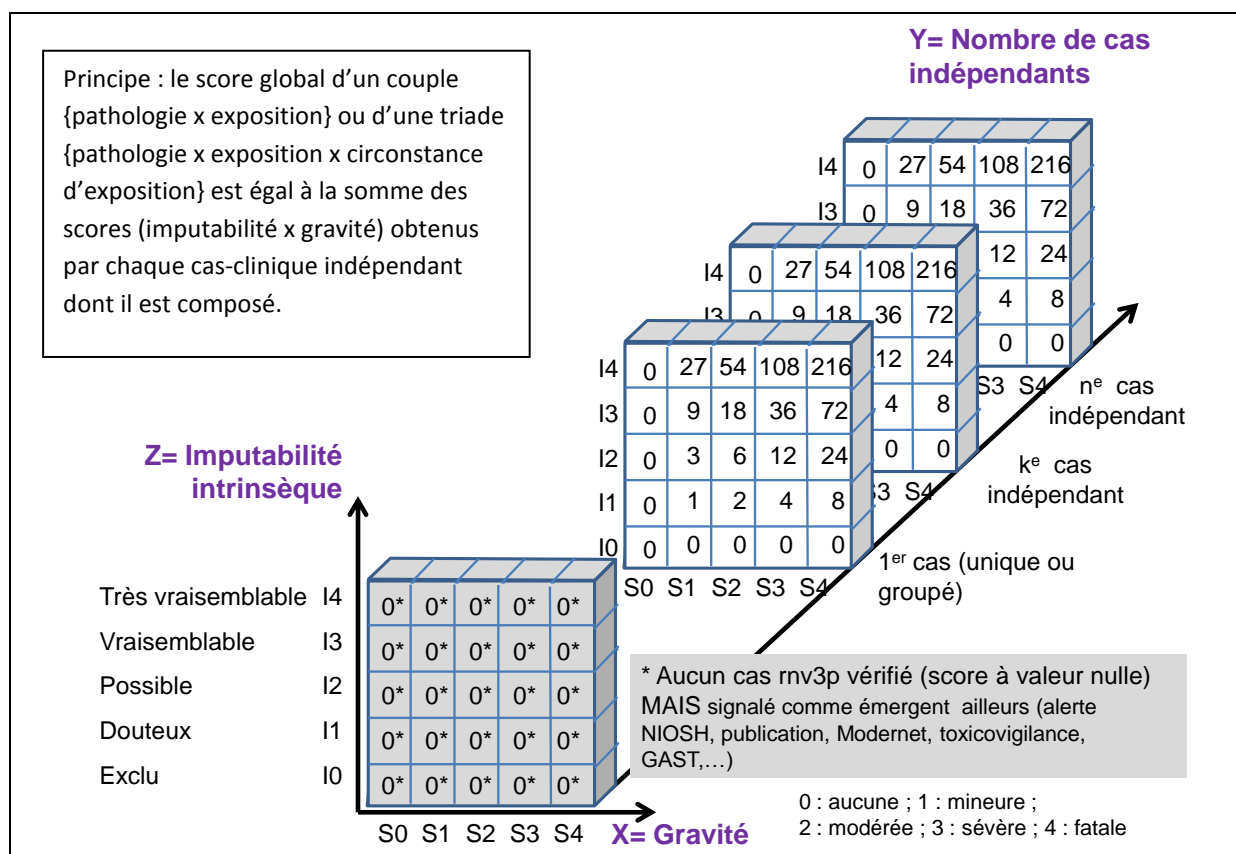 Principe : le score global d'un couple
{pathologie x exposition} ou d'une triade
{pathologie x exposition x circonstance
d'exposition} est égal à la somme des
scores (imputabilité x gravité) obtenus
par chaque cas-clinique indépendant
dont il est composé.
Y= Nombre de cas
indépendants
I4 0 27 54 108 216
I3 0 9 18 36 72
12 24
4 8
0 0
S3 S4
nᵉ cas
indépendant
I4 0 27 54 108 216
I3 0 9 18 36 72
12 24
4 8
0 0
S3 S4
kᵉ cas
indépendant
I4 0 27 54 108 216
I3 0 9 18 36 72
I2 0 3 6 12 24
I1 0 1 2 4 8
I0 0 0 0 0 0
S0 S1 S2 S3 S4
1ᵉʳ cas (unique ou
groupé)
Z= Imputabilité
intrinsèque
Très vraisemblable I4 0* 0* 0* 0* 0*
Vraisemblable I3 0* 0* 0* 0* 0*
Possible I2 0* 0* 0* 0* 0*
Douteux I1 0* 0* 0* 0* 0*
Exclu I0 0* 0* 0* 0* 0*
S0 S1 S2 S3 S4
X= Gravité
* Aucun cas rnv3p vérifié (score à valeur nulle)
MAIS signalé comme émergent ailleurs (alerte
NIOSH, publication, Modernet, toxicovigilance,
GAST,…)
0 : aucune ; 1 : mineure ;
2 : modérée ; 3 : sévère ; 4 : fatale